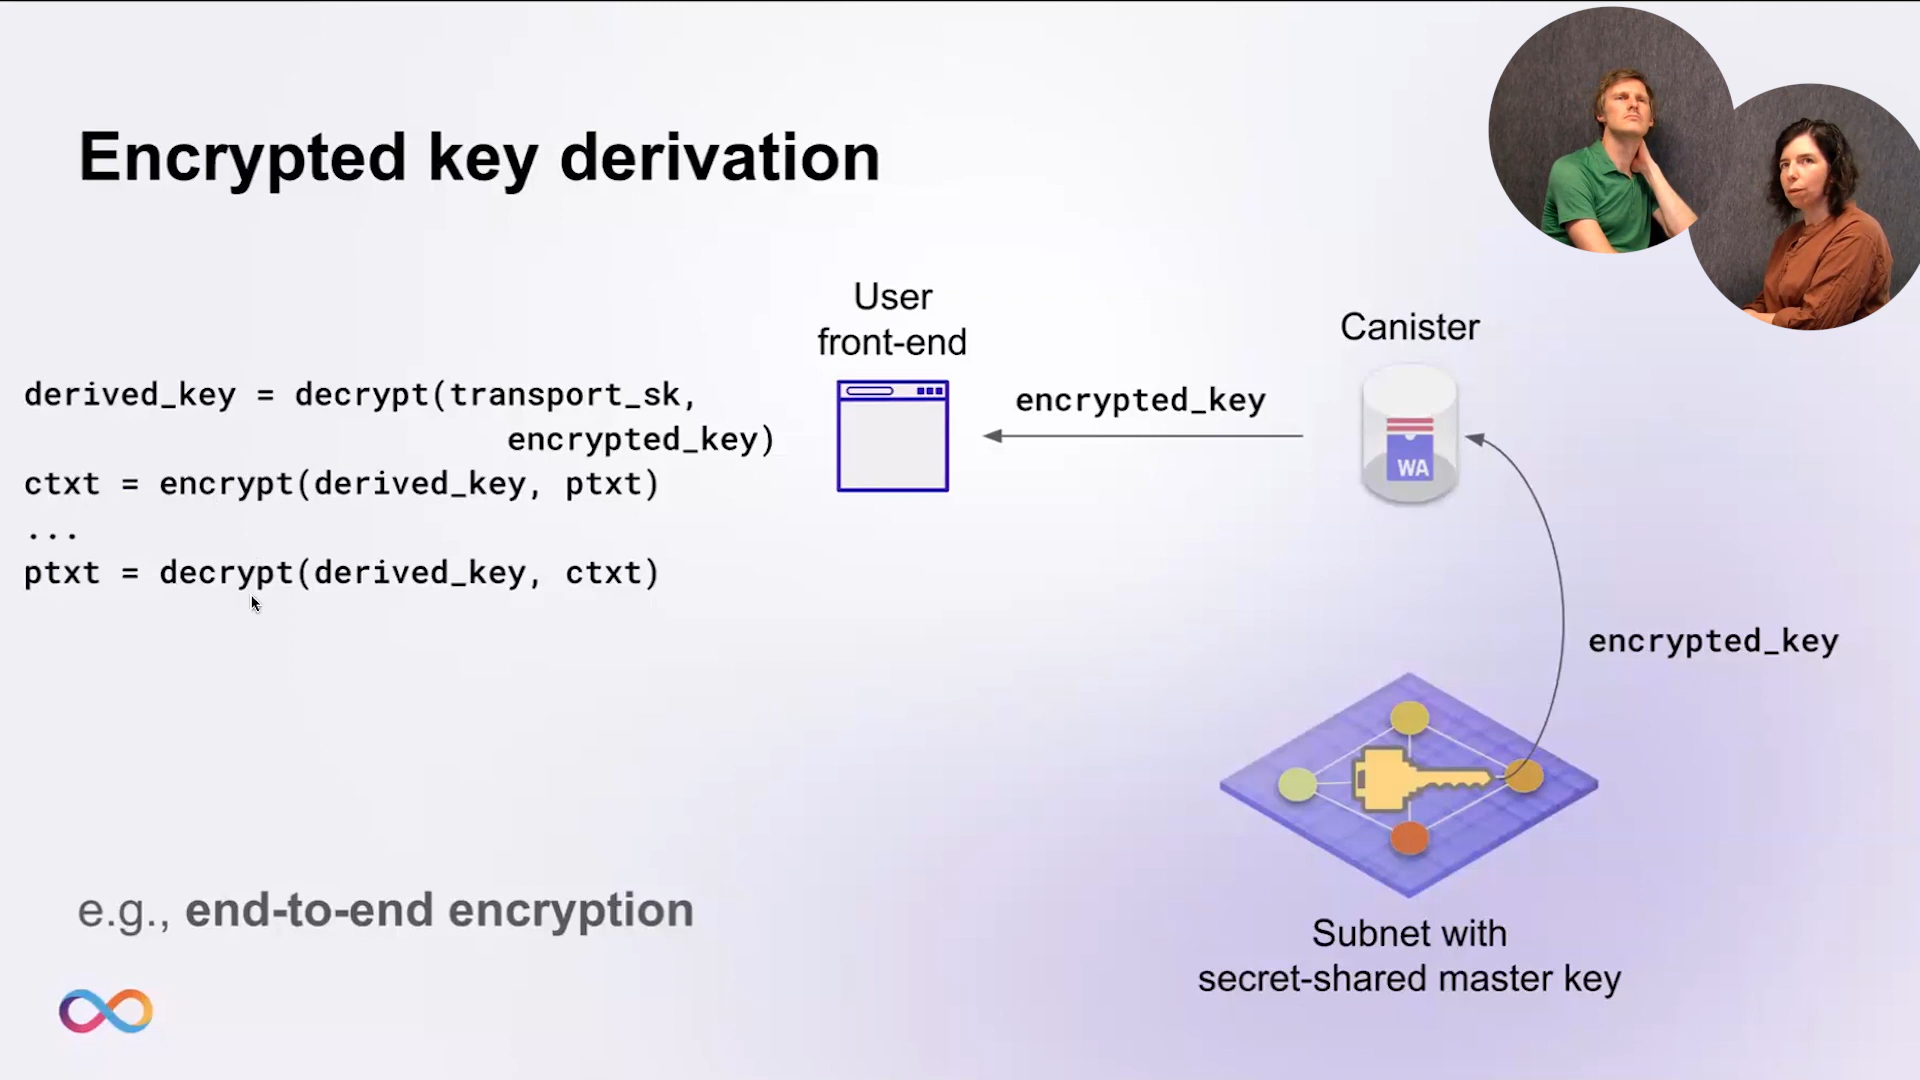 Encrypted key derivation
User
front-end
Canister
derived_key = decrypt(transport_sk,
encrypted_key)
ctxt = encrypt(derived_key, ptxt)
...
ptxt = decrypt(derived_key, ctxt)
encrypted_key
WA
encrypted_key
e.g., end-to-end encryption
Subnet with
secret-shared master key